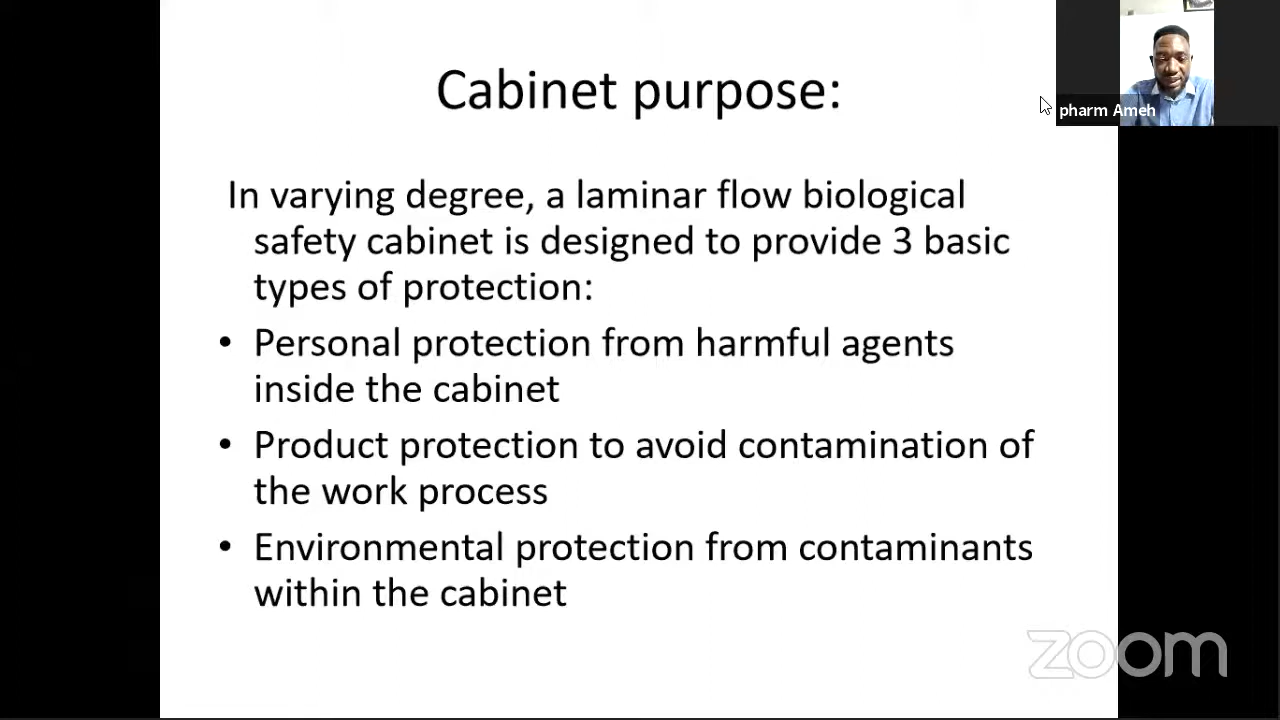 Cabinet purpose:
pharm Ameh
In varying degree, a laminar flow biological
safety cabinet is designed to provide 3 basic
types of protection:
• Personal protection from harmful agents
inside the cabinet
• Product protection to avoid contamination of
the work process
• Environmental protection from contaminants
within the cabinet
zoom